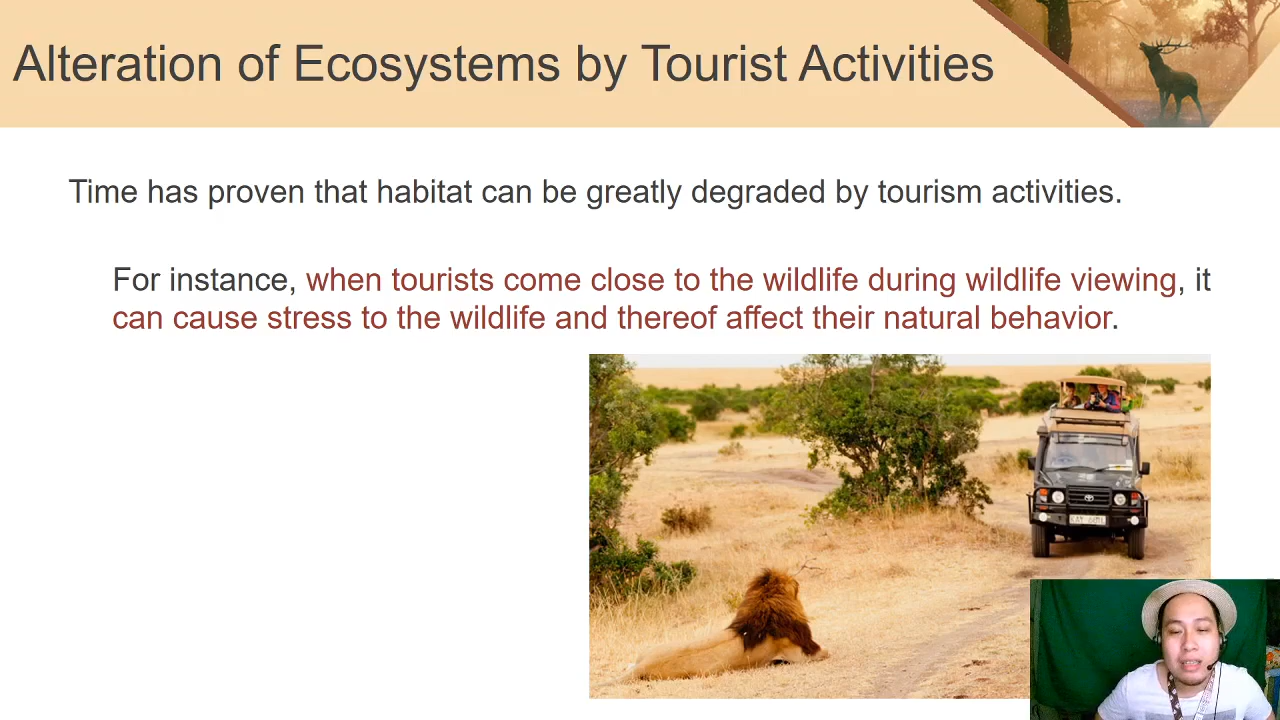 Alteration of Ecosystems by Tourist Activities
Time has proven that habitat can be greatly degraded by tourism activities.
For instance, when tourists come close to the wildlife during wildlife viewing, it
can cause stress to the wildlife and thereof affect their natural behavior.